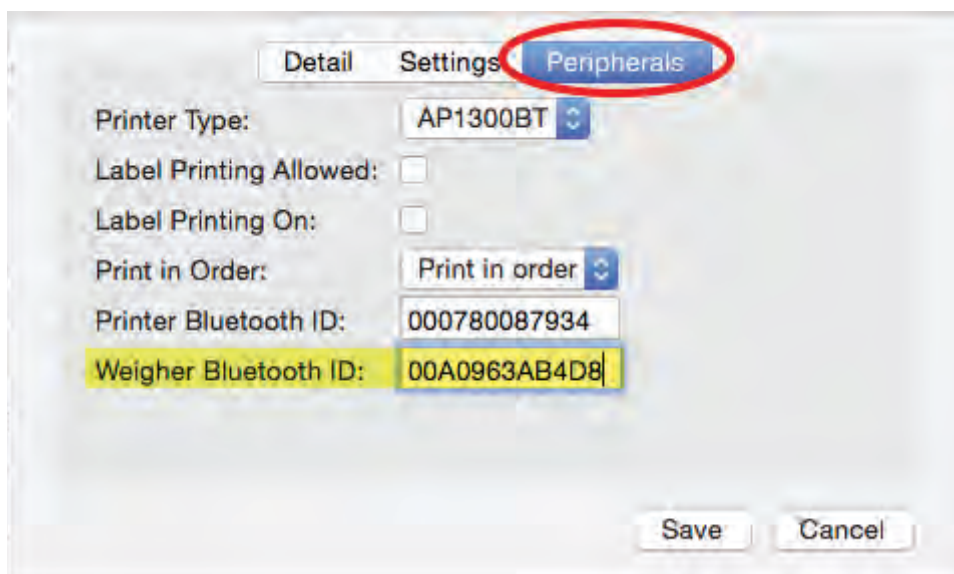 Detail Settings Peripherals
Printer Type: AP1300BT
Label Printing Allowed:
Label Printing On:
Print in Order: Print in order
Printer Bluetooth ID: 000780087934
Weigher Bluetooth ID: 00A0963AB4D8
Save Cancel